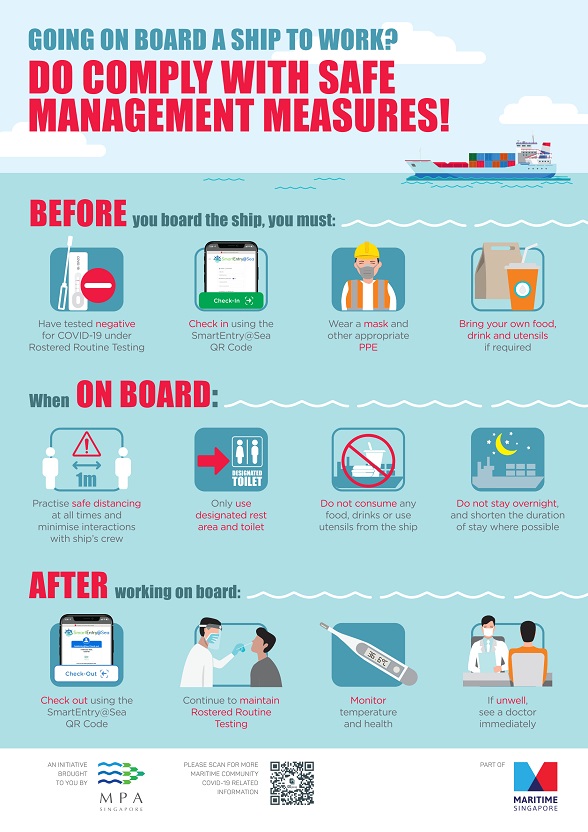 GOING ON BOARD A SHIP TO WORK?
DO COMPLY WITH SAFE
MANAGEMENT MEASURES!
BEFORE you board the ship, you must:
SmartEntry@Sea
Check-In
Have tested negative
for COVID-19 under
Rostered Routine Testing
Check in using the
SmartEntry@Sea
QR Code
Wear a mask and
other appropriate
PPE
Bring your own food,
drink and utensils
if required
When ON BOARD:
1m
DESIGNATED
TOILET
Practise safe distancing
at all times and
minimise interactions
with ship's crew
Only use
designated rest
area and toilet
Do not consume any
food, drinks or use
utensils from the ship
Do not stay overnight,
and shorten the duration
of stay where possible
AFTER working on board:
SmartEntry@Sea
Check-Out
36.6°C
Check out using the
SmartEntry@Sea
QR Code
Continue to maintain
Rostered Routine
Testing
Monitor
temperature
and health
If unwell,
see a doctor
immediately
AN INITIATIVE
BROUGHT
TO YOU BY
MPA
SINGAPORE
PLEASE SCAN FOR MORE
MARITIME COMMUNITY
COVID-19 RELATED
INFORMATION
PART OF
MARITIME
SINGAPORE